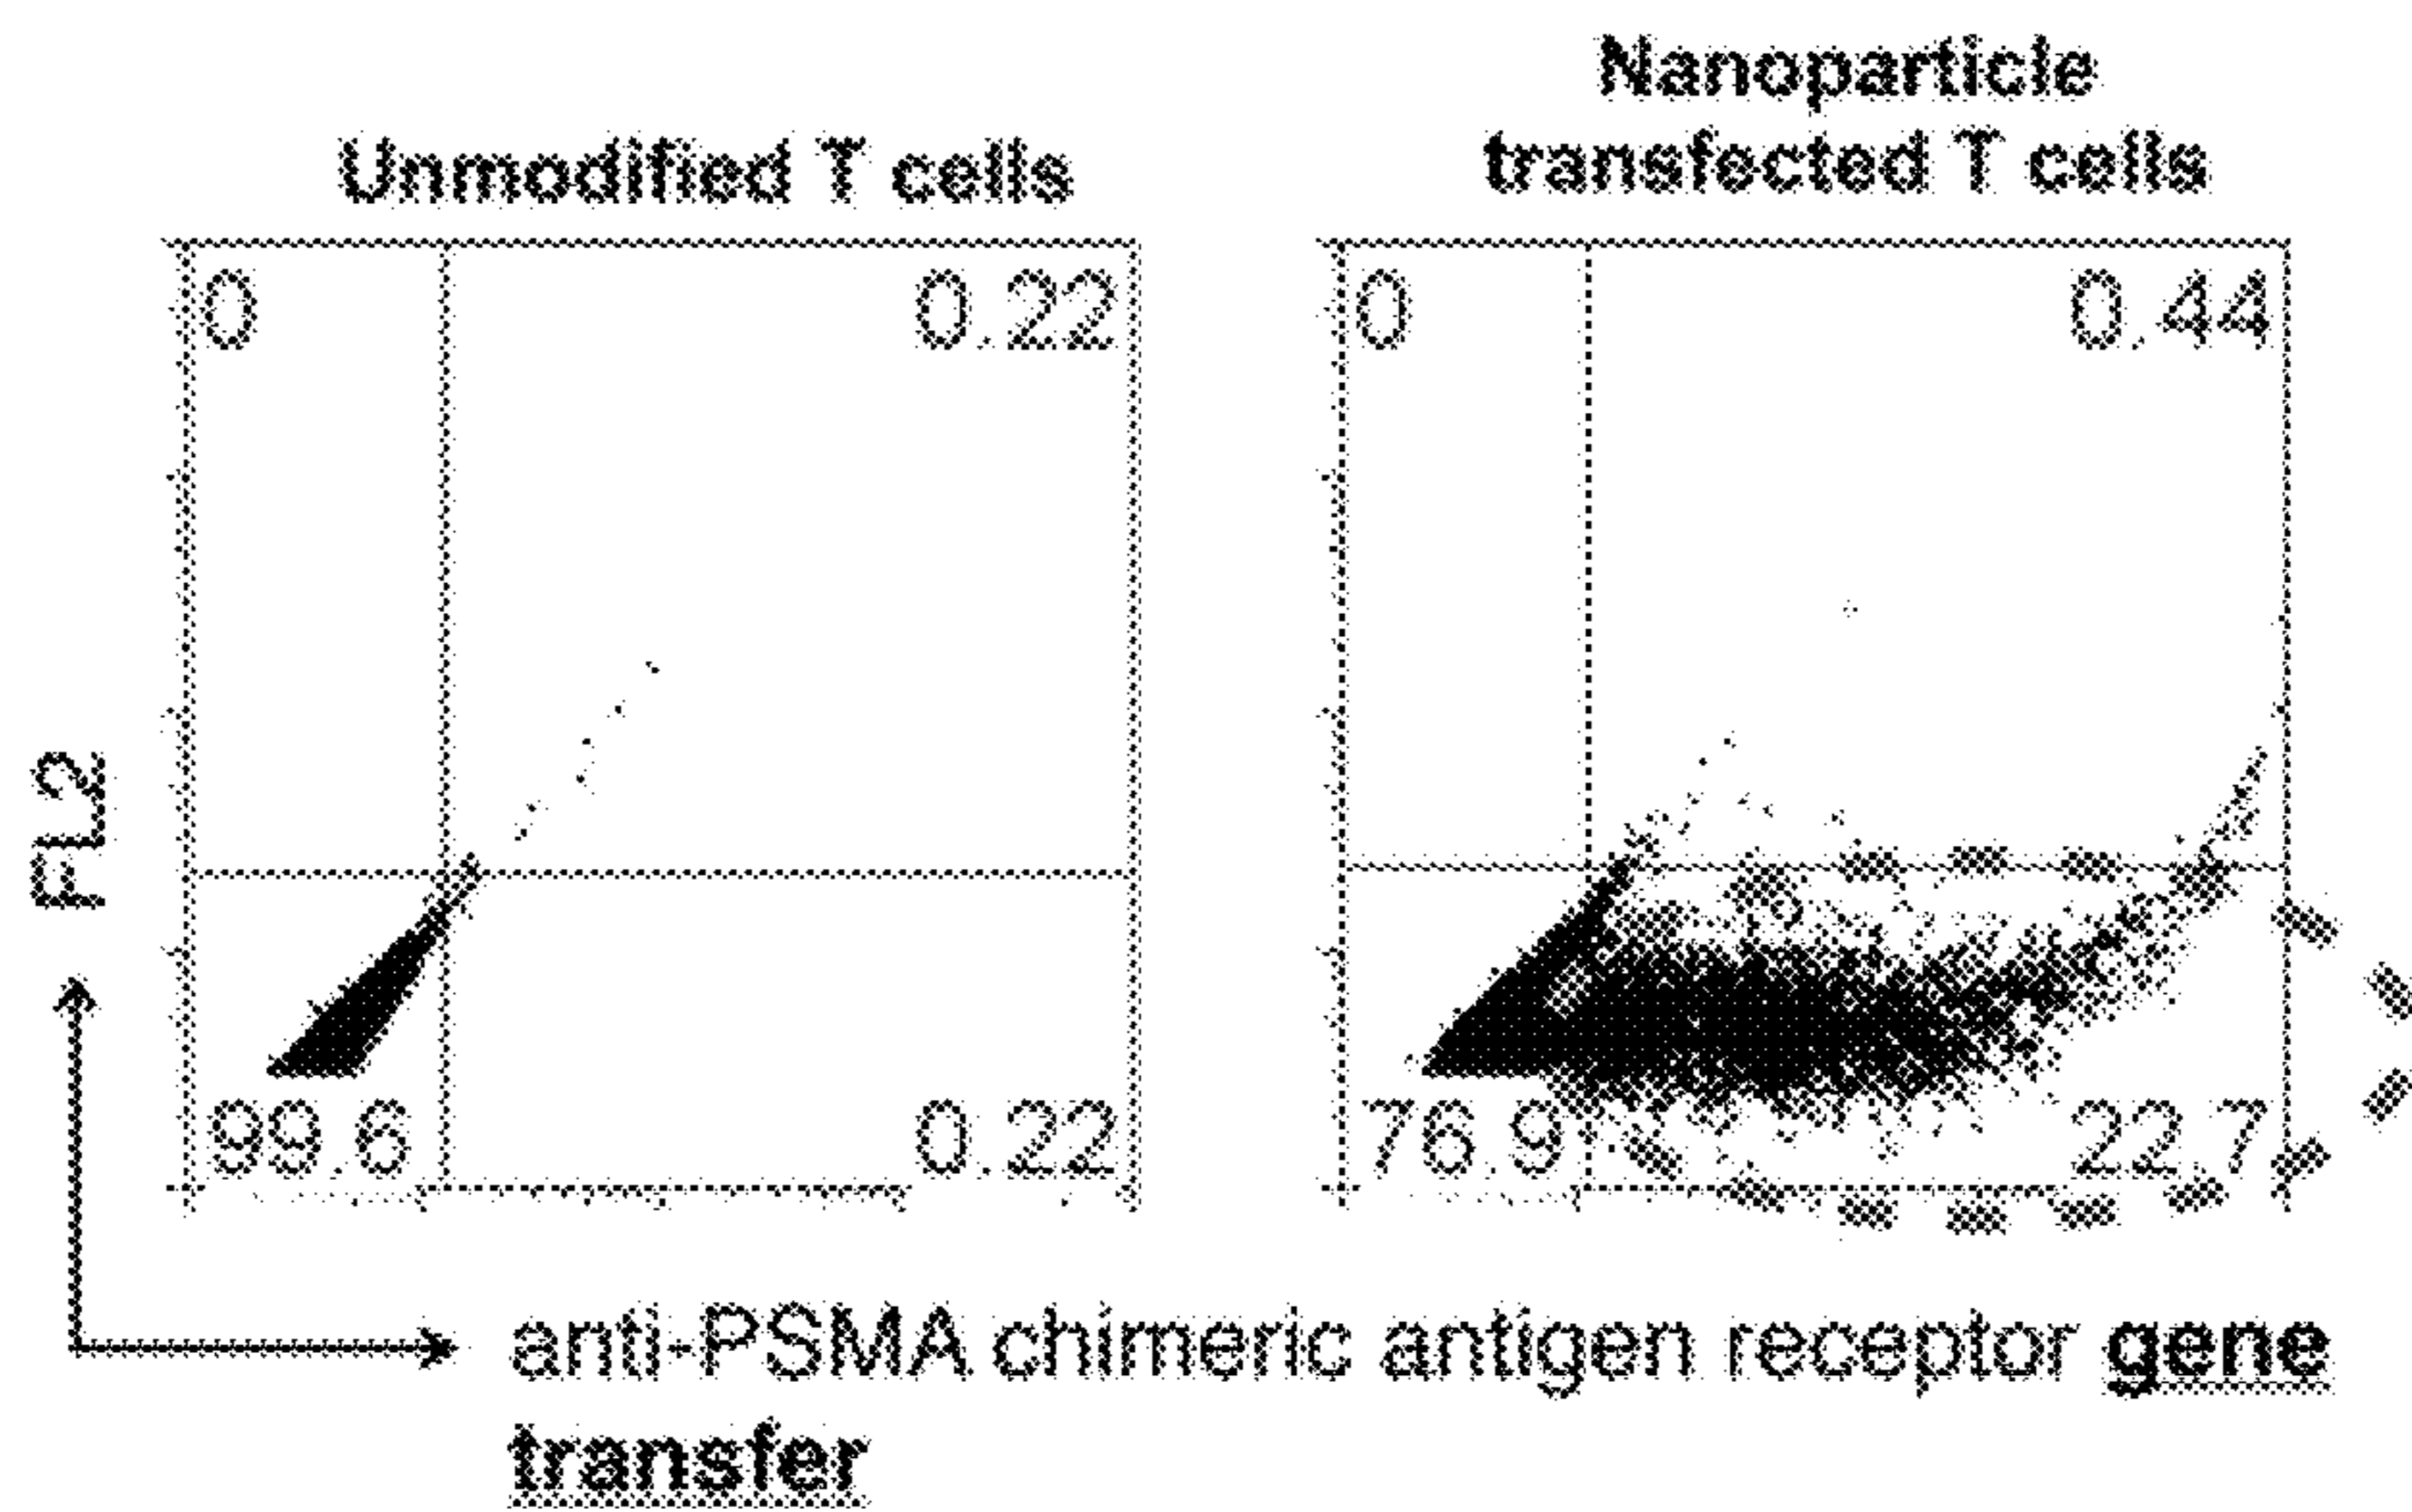 Unmodified T cells
Nanoparticle
transfected T cells
0 0.22
0 0.44
FL2
99.6 0.22
76.9 22.7
anti-PSMA chimeric antigen receptor gene
transfer